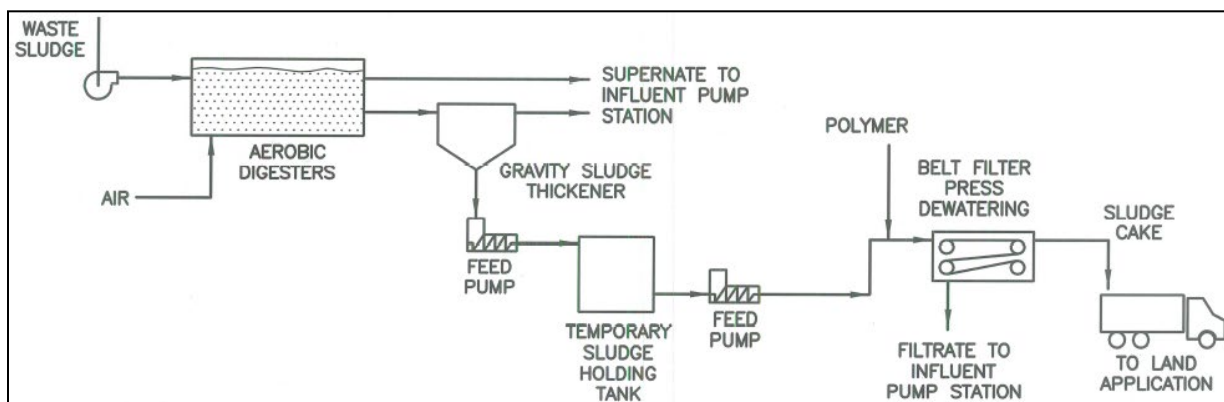 WASTE
SLUDGE
AEROBIC
DIGESTERS
AIR
SUPERNATE TO
INFLUENT PUMP
STATION
GRAVITY SLUDGE
THICKENER
FEED
PUMP
TEMPORARY
SLUDGE
HOLDING
TANK
FEED
PUMP
POLYMER
BELT FILTER
PRESS
DEWATERING
SLUDGE
CAKE
FILTRATE TO
INFLUENT
PUMP STATION
TO LAND
APPLICATION